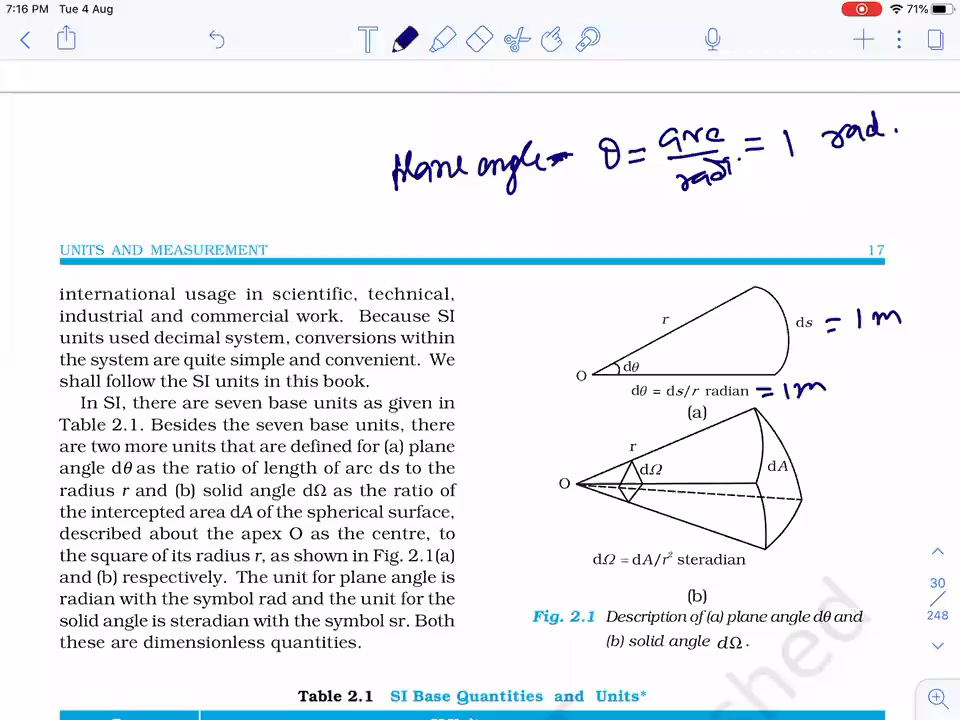 7:16 PM Tue 4 Aug
71%
Plane angle - θ = arc/radi. = 1 rad.
UNITS AND MEASUREMENT 17
international usage in scientific, technical,
industrial and commercial work. Because SI
units used decimal system, conversions within
the system are quite simple and convenient. We
shall follow the SI units in this book.
In SI, there are seven base units as given in
Table 2.1. Besides the seven base units, there
are two more units that are defined for (a) plane
angle dθ as the ratio of length of arc ds to the
radius r and (b) solid angle dΩ as the ratio of
the intercepted area dA of the spherical surface,
described about the apex O as the centre, to
the square of its radius r, as shown in Fig. 2.1(a)
and (b) respectively. The unit for plane angle is
radian with the symbol rad and the unit for the
solid angle is steradian with the symbol sr. Both
these are dimensionless quantities.
r
ds = 1 m
dθ
O
dθ = ds/r radian = 1m
(a)
r
dΩ
dA
O
dΩ = dA/r² steradian
(b)
Fig. 2.1 Description of (a) plane angle dθ and
(b) solid angle dΩ .
30
248
Table 2.1 SI Base Quantities and Units*